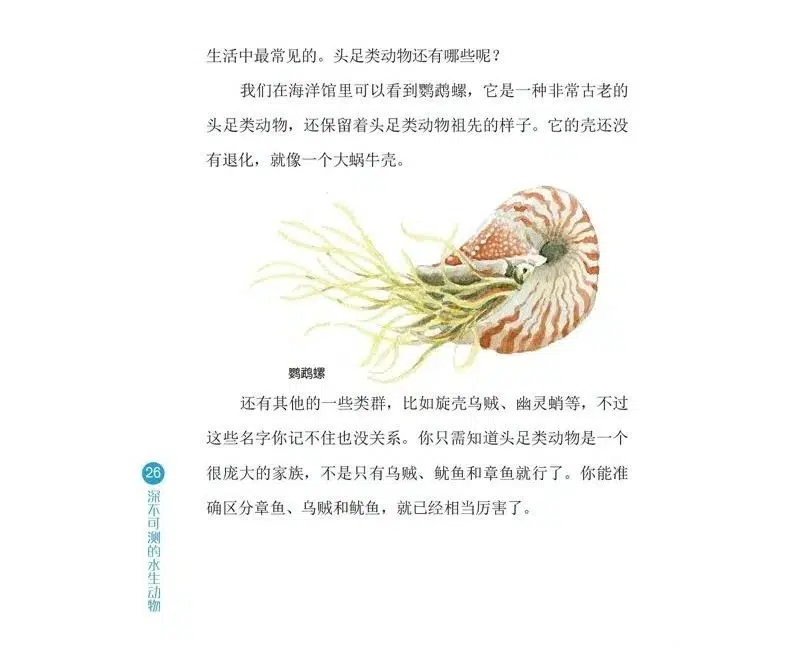 生活中最常见的。头足类动物还有哪些呢？
我们在海洋馆里可以看到鹦鹉螺，它是一种非常古老的
头足类动物，还保留着头足类动物祖先的样子。它的壳还没
有退化，就像一个大蜗牛壳。
鹦鹉螺
还有其他的一些类群，比如旋壳乌贼、幽灵蛸等，不过
这些名字你记不住也没关系。你只需知道头足类动物是一个
很庞大的家族，不是只有乌贼、鱿鱼和章鱼就行了。你能准
确区分章鱼、乌贼和鱿鱼，就已经相当厉害了。
26
深不可测的水生动物